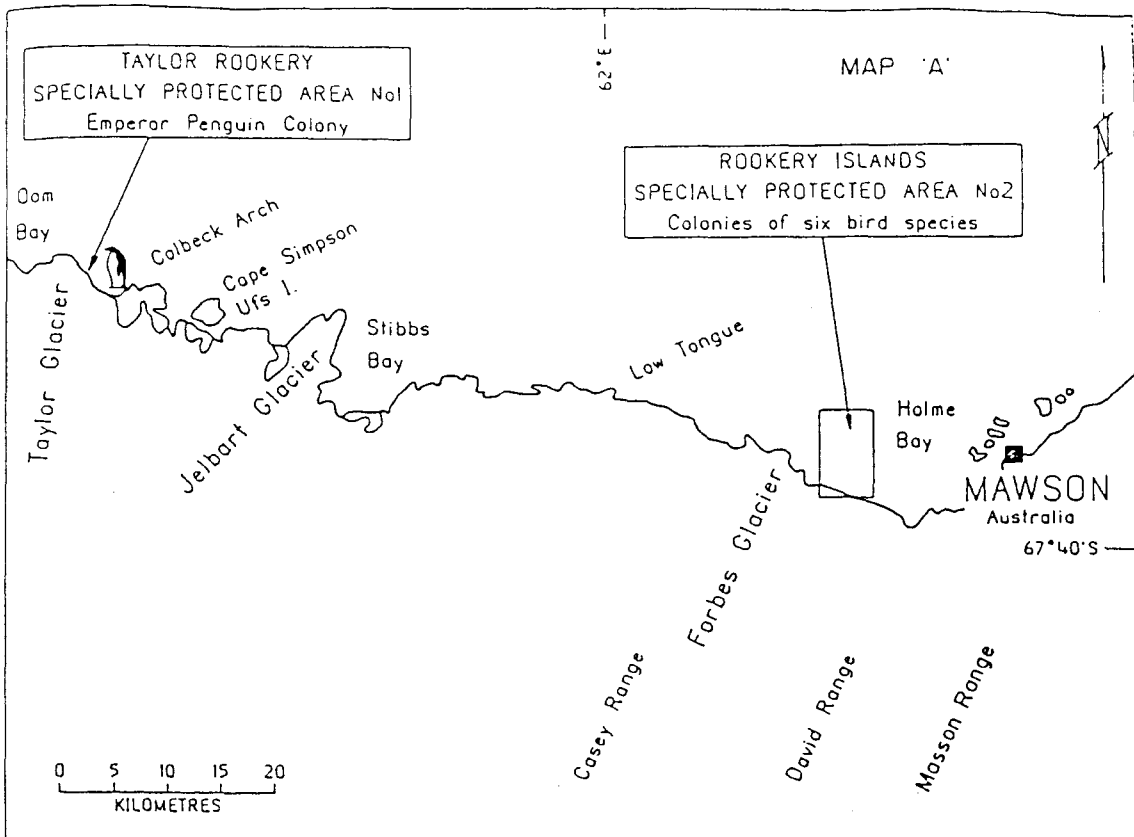 TAYLOR ROOKERY
SPECIALLY PROTECTED AREA No1
Emperor Penguin Colony
62°E
MAP 'A'
N
ROOKERY ISLANDS
SPECIALLY PROTECTED AREA No2
Colonies of six bird species
Oom
Bay
Colbeck Arch
Cape Simpson
Ufs I.
Taylor Glacier
Jelbart Glacier
Stibbs
Bay
Low Tongue
Holme
Bay
MAWSON
Australia
67°40'S
Forbes Glacier
Casey Range
David Range
Masson Range
0 5 10 15 20
KILOMETRES